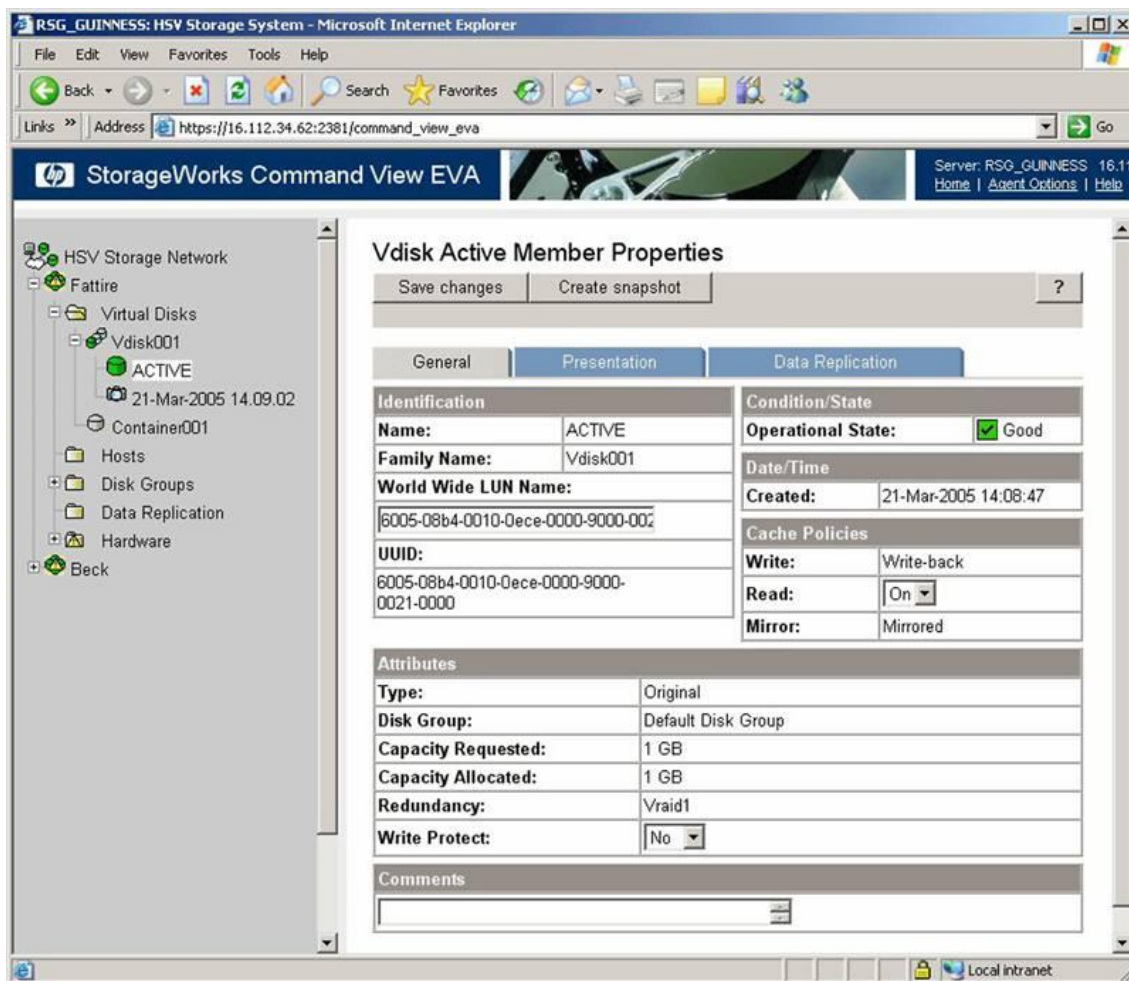 RSG_GUINNESS: HSV Storage System - Microsoft Internet Explorer
File Edit View Favorites Tools Help
Back Search Favorites
Links » Address https://16.112.34.62:2381/command_view_eva Go
hp StorageWorks Command View EVA
Server: RSG_GUINNESS 16.11
Home | Agent Options | Help
HSV Storage Network
Fattire
Virtual Disks
Vdisk001
ACTIVE
21-Mar-2005 14.09.02
Container001
Hosts
Disk Groups
Data Replication
Hardware
Beck
Vdisk Active Member Properties
Save changes Create snapshot ?
General Presentation Data Replication
Identification
Name: ACTIVE
Family Name: Vdisk001
World Wide LUN Name:
6005-08b4-0010-0ece-0000-9000-002
UUID:
6005-08b4-0010-0ece-0000-9000-
0021-0000
Condition/State
Operational State: Good
Date/Time
Created: 21-Mar-2005 14:08:47
Cache Policies
Write: Write-back
Read: On
Mirror: Mirrored
Attributes
Type: Original
Disk Group: Default Disk Group
Capacity Requested: 1 GB
Capacity Allocated: 1 GB
Redundancy: Vraid1
Write Protect: No
Comments
Local intranet